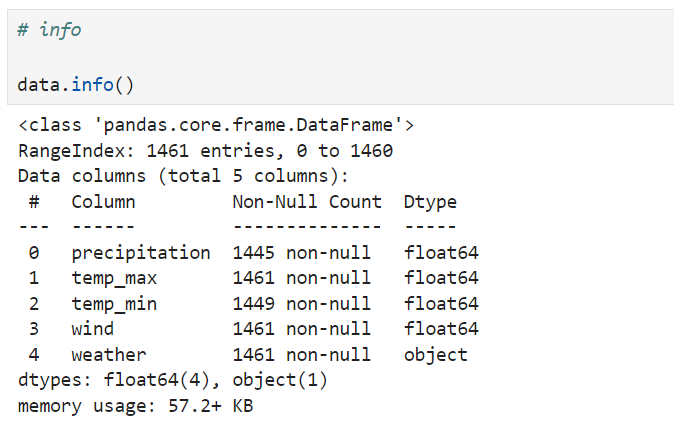 # info
data.info()
<class 'pandas.core.frame.DataFrame'>
RangeIndex: 1461 entries, 0 to 1460
Data columns (total 5 columns):
 #   Column         Non-Null Count  Dtype
---  ------         --------------  -----
 0   precipitation  1445 non-null   float64
 1   temp_max       1461 non-null   float64
 2   temp_min       1449 non-null   float64
 3   wind           1461 non-null   float64
 4   weather        1461 non-null   object
dtypes: float64(4), object(1)
memory usage: 57.2+ KB